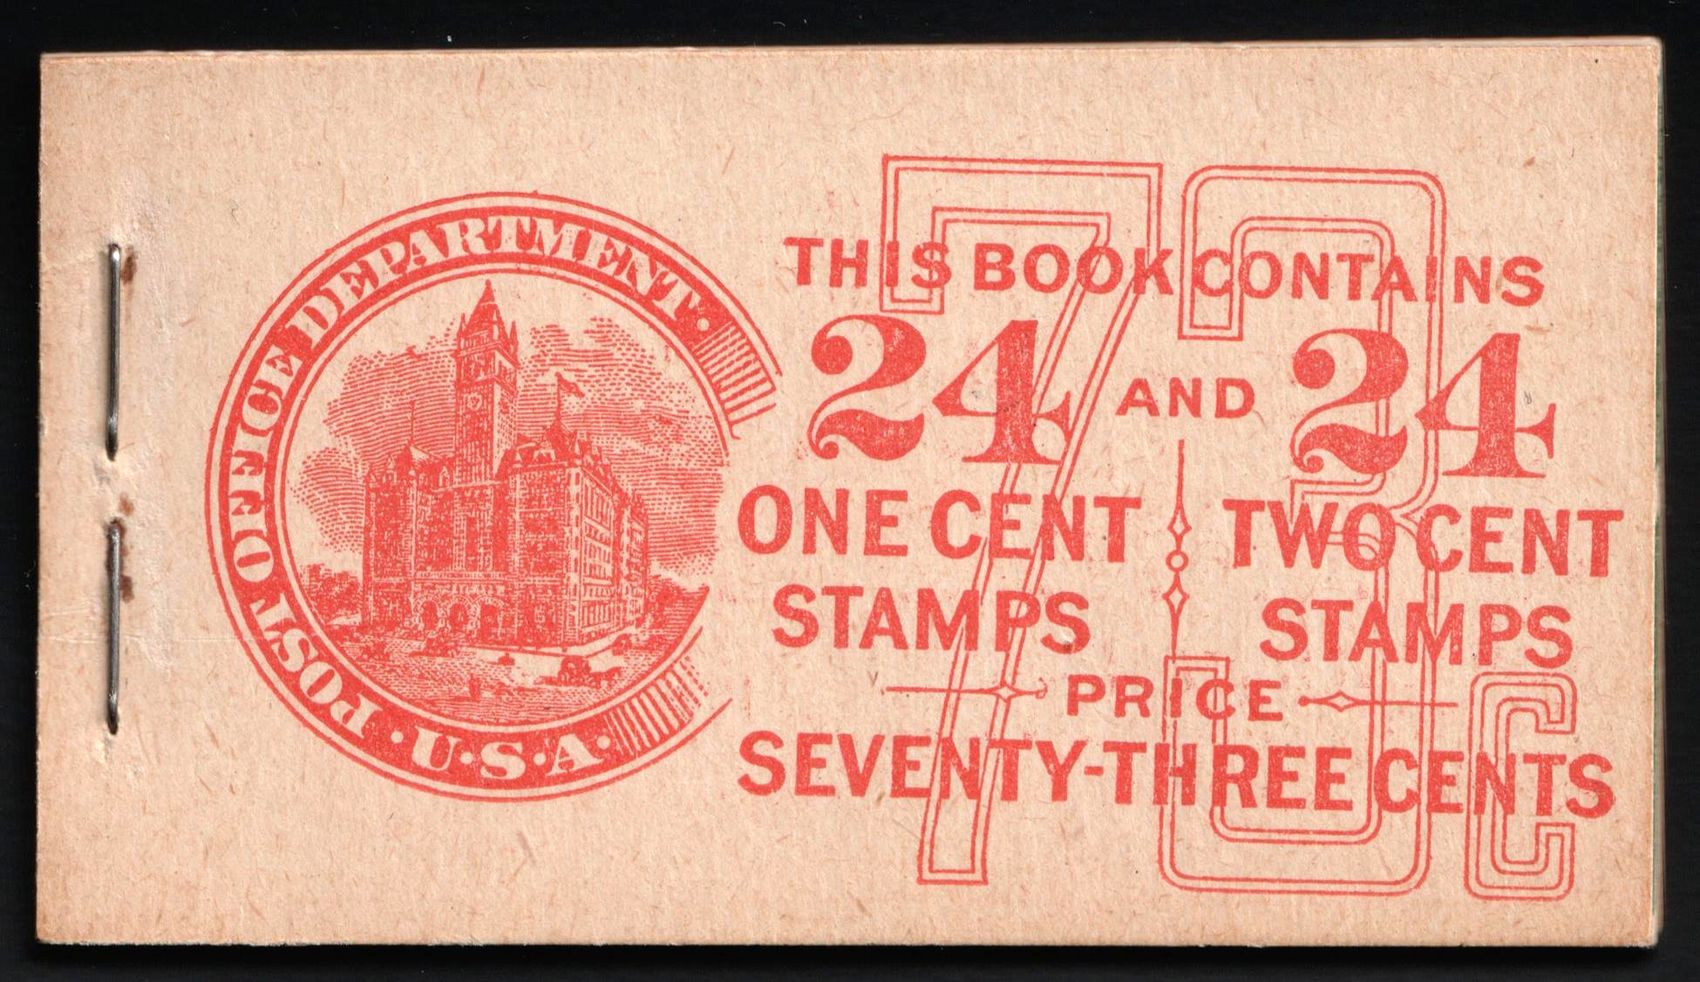 POST OFFICE DEPARTMENT · U·S·A·
73c
THIS BOOK CONTAINS
24 AND 24
ONE CENT TWO CENT
STAMPS STAMPS
PRICE
SEVENTY-THREE CENTS